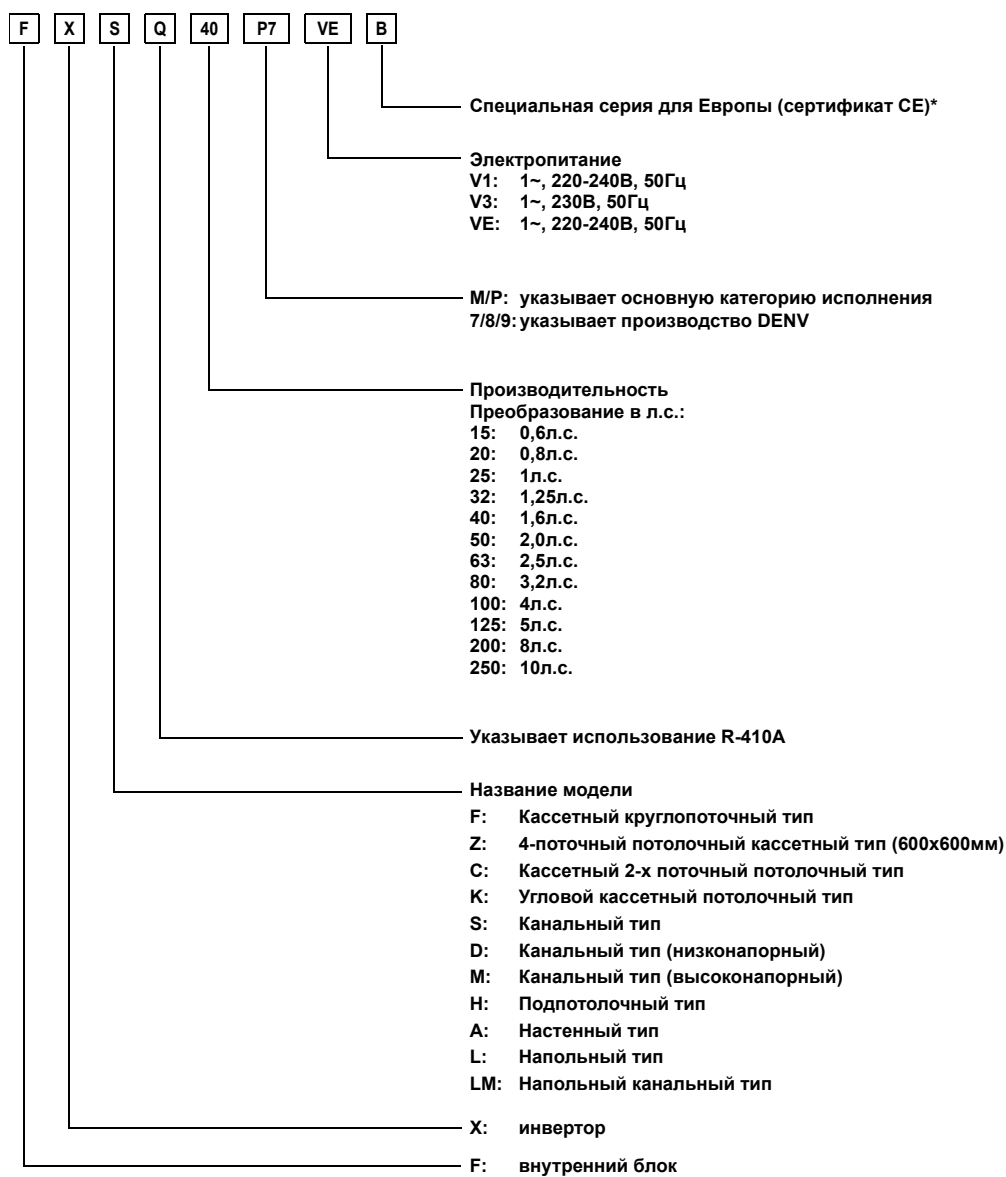 F X S Q 40 P7 VE B
Специальная серия для Европы (сертификат CE)*
Электропитание
V1: 1~, 220-240В, 50Гц
V3: 1~, 230В, 50Гц
VE: 1~, 220-240В, 50Гц
M/P: указывает основную категорию исполнения
7/8/9: указывает производство DENV
Производительность
Преобразование в л.с.:
15: 0,6л.с.
20: 0,8л.с.
25: 1л.с.
32: 1,25л.с.
40: 1,6л.с.
50: 2,0л.с.
63: 2,5л.с.
80: 3,2л.с.
100: 4л.с.
125: 5л.с.
200: 8л.с.
250: 10л.с.
Указывает использование R-410A
Название модели
F: Кассетный круглопоточный тип
Z: 4-поточный потолочный кассетный тип (600x600мм)
C: Кассетный 2-х поточный потолочный тип
K: Угловой кассетный потолочный тип
S: Канальный тип
D: Канальный тип (низконапорный)
M: Канальный тип (высоконапорный)
H: Подпотолочный тип
A: Настенный тип
L: Напольный тип
LM: Напольный канальный тип
X: инвертор
F: внутренний блок